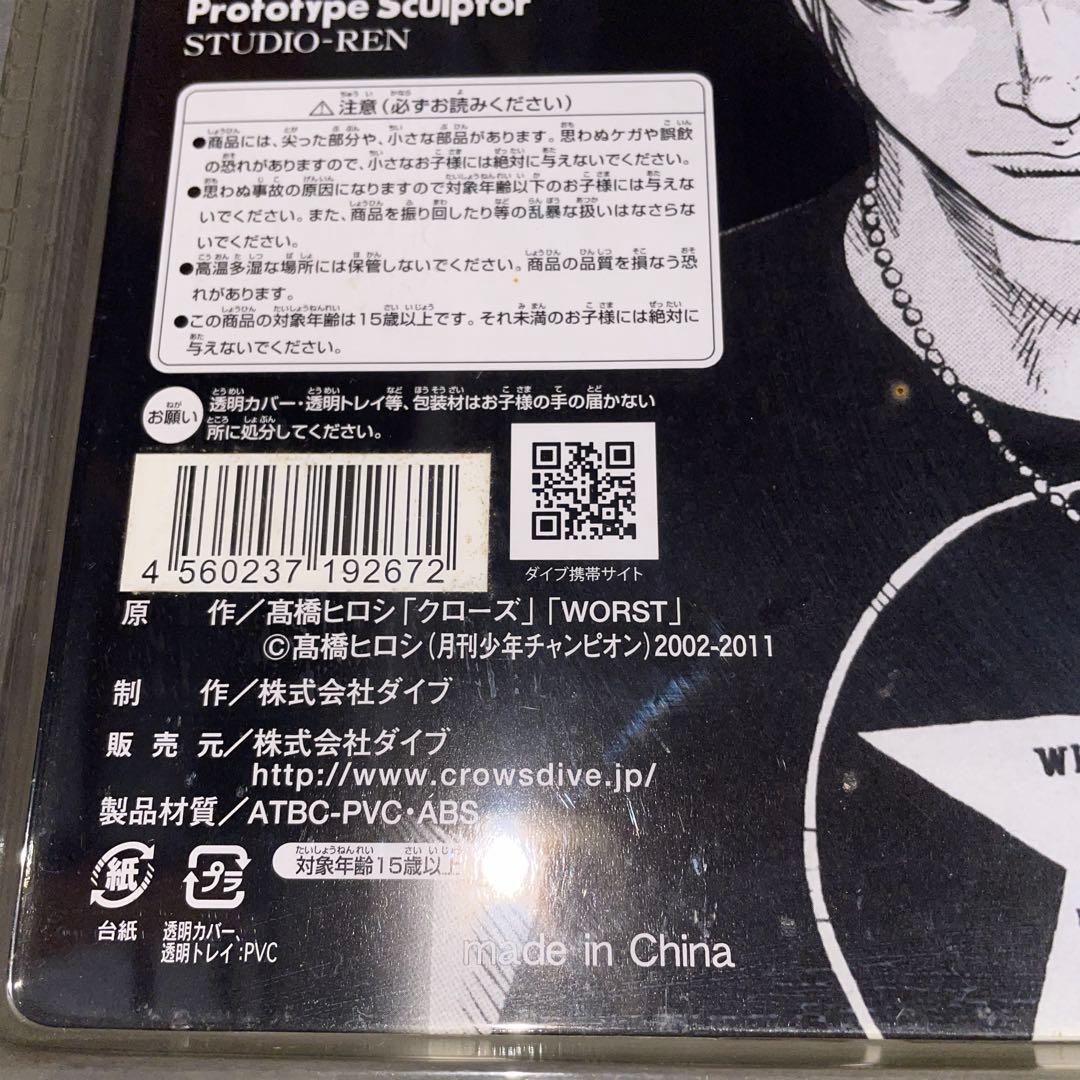 Prototype Sculptor
STUDIO-REN
⚠注意(必ずお読みください)
●商品には、尖った部分や、小さな部品があります。思わぬケガや誤飲
の恐れがありますので、小さなお子様には絶対に与えないでください。
●思わぬ事故の原因になりますので対象年齢以下のお子様には与えな
いでください。また、商品を振り回したり等の乱暴な扱いはなさらな
いでください。
●高温多湿な場所には保管しないでください。商品の品質を損なう恐
れがあります。
●この商品の対象年齢は15歳以上です。それ未満のお子様には絶対に
与えないでください。
お願い
透明カバー・透明トレイ等、包装材はお子様の手の届かない
所に処分してください。
4 560237 192672
ダイブ携帯サイト
原 作/髙橋ヒロシ「クローズ」「WORST」
©髙橋ヒロシ(月刊少年チャンピオン)2002-2011
制 作/株式会社ダイブ
販 売 元/株式会社ダイブ
http://www.crowsdive.jp/
製品材質/ATBC-PVC・ABS
紙
プラ
対象年齢15歳以上
台紙
透明カバー、
透明トレイ:PVC
made in China